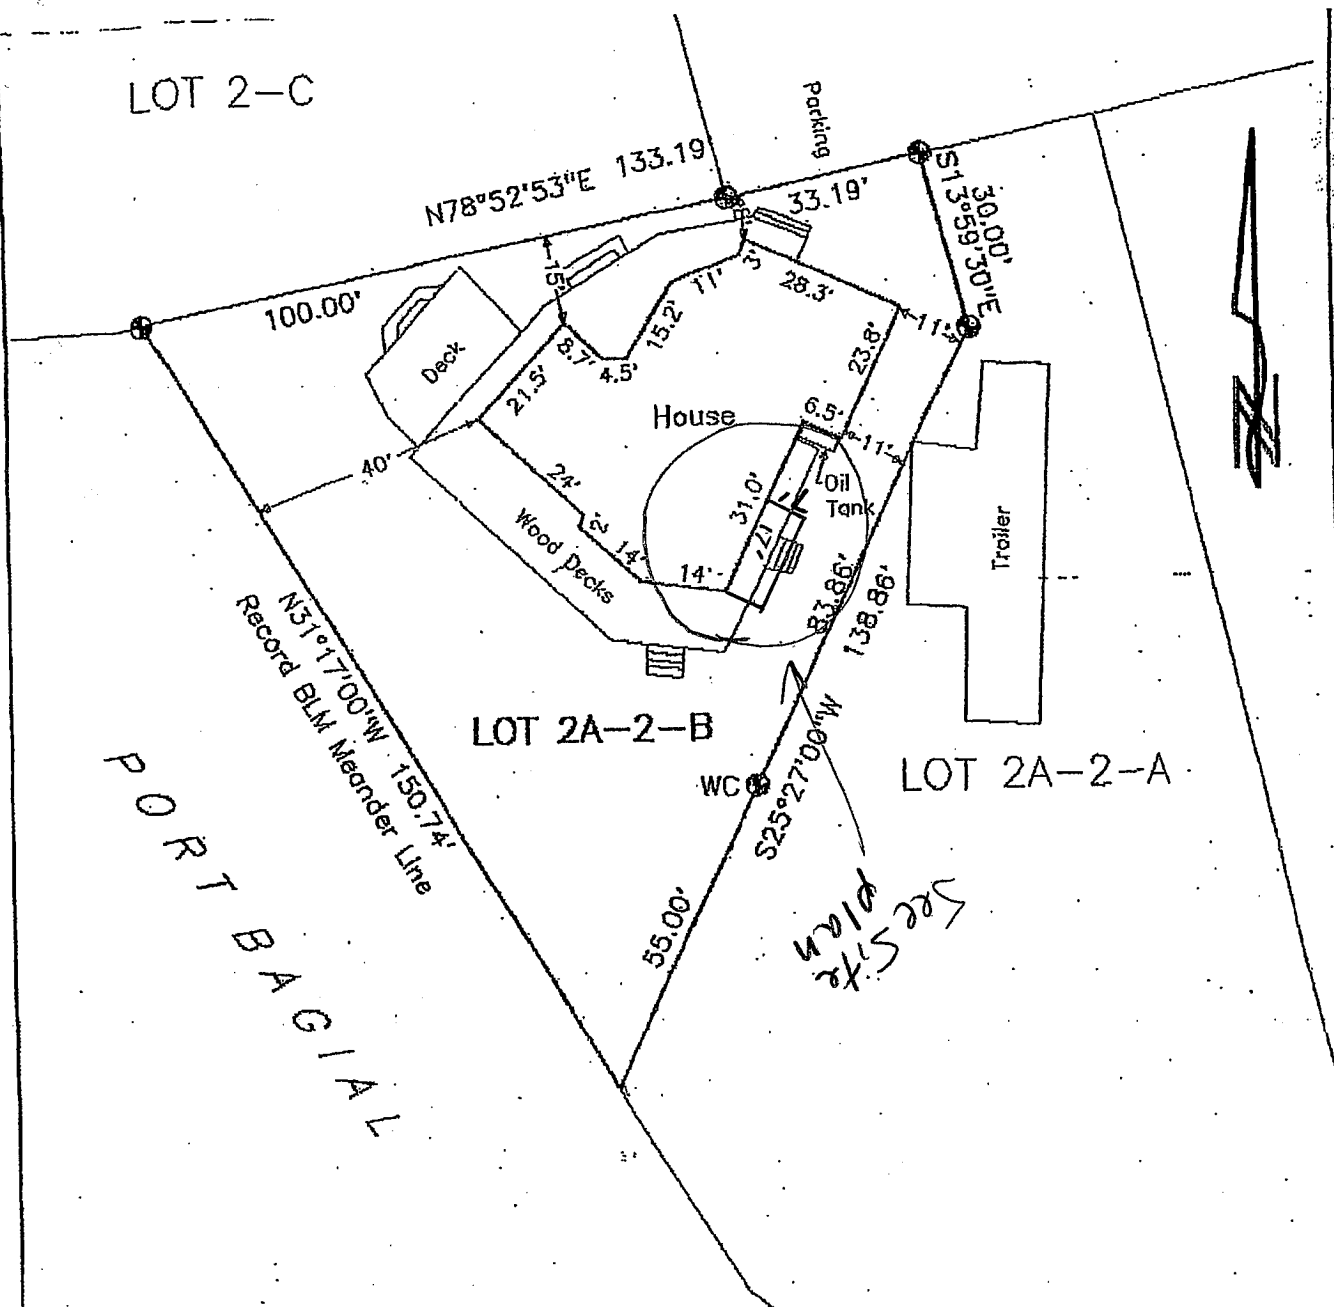 LOT 2-C
Parking
N78°52'53"E 133.19'
33.19'
S13°59'30"E
30.00'
100.00'
15'
3'
11'
28.3'
11'
15.2'
8.7'
4.5'
23.8'
Deck
21.5'
House
6.5'
11'
40'
24'
31.0'
Oil
Tank
2'
Wood Decks
14'
14'
17'
Trailer
83.86'
138.86'
N31°17'00"W 150.74'
Record BLM Meander Line
LOT 2A-2-B
WC
S25°27'00"W
LOT 2A-2-A
PORT BAGIAL
55.00'
See Site
plan
N